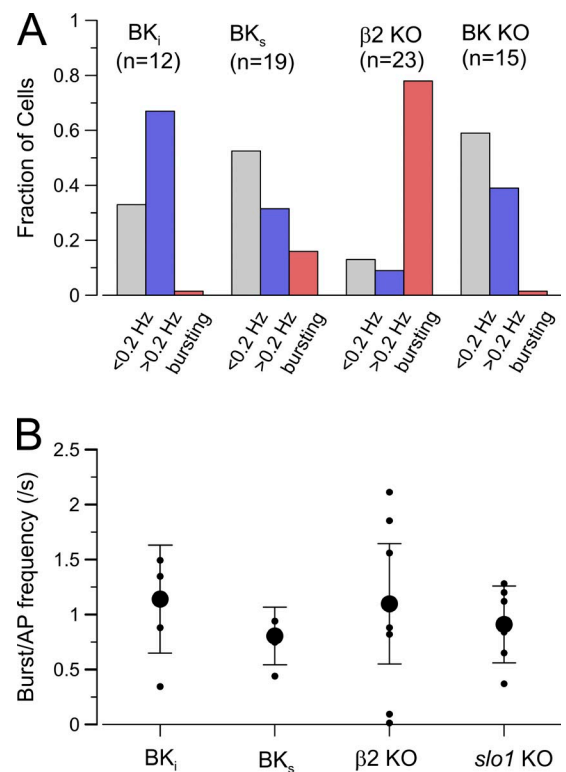 A
BKi
(n=12)
BKs
(n=19)
β2 KO
(n=23)
BK KO
(n=15)
Fraction of Cells
1
0.8
0.6
0.4
0.2
0
<0.2 Hz
>0.2 Hz
bursting
<0.2 Hz
>0.2 Hz
bursting
<0.2 Hz
>0.2 Hz
bursting
<0.2 Hz
>0.2 Hz
bursting
B
Burst/AP frequency (/s)
2.5
2
1.5
1
0.5
0
BKi
BKs
β2 KO
slo1 KO